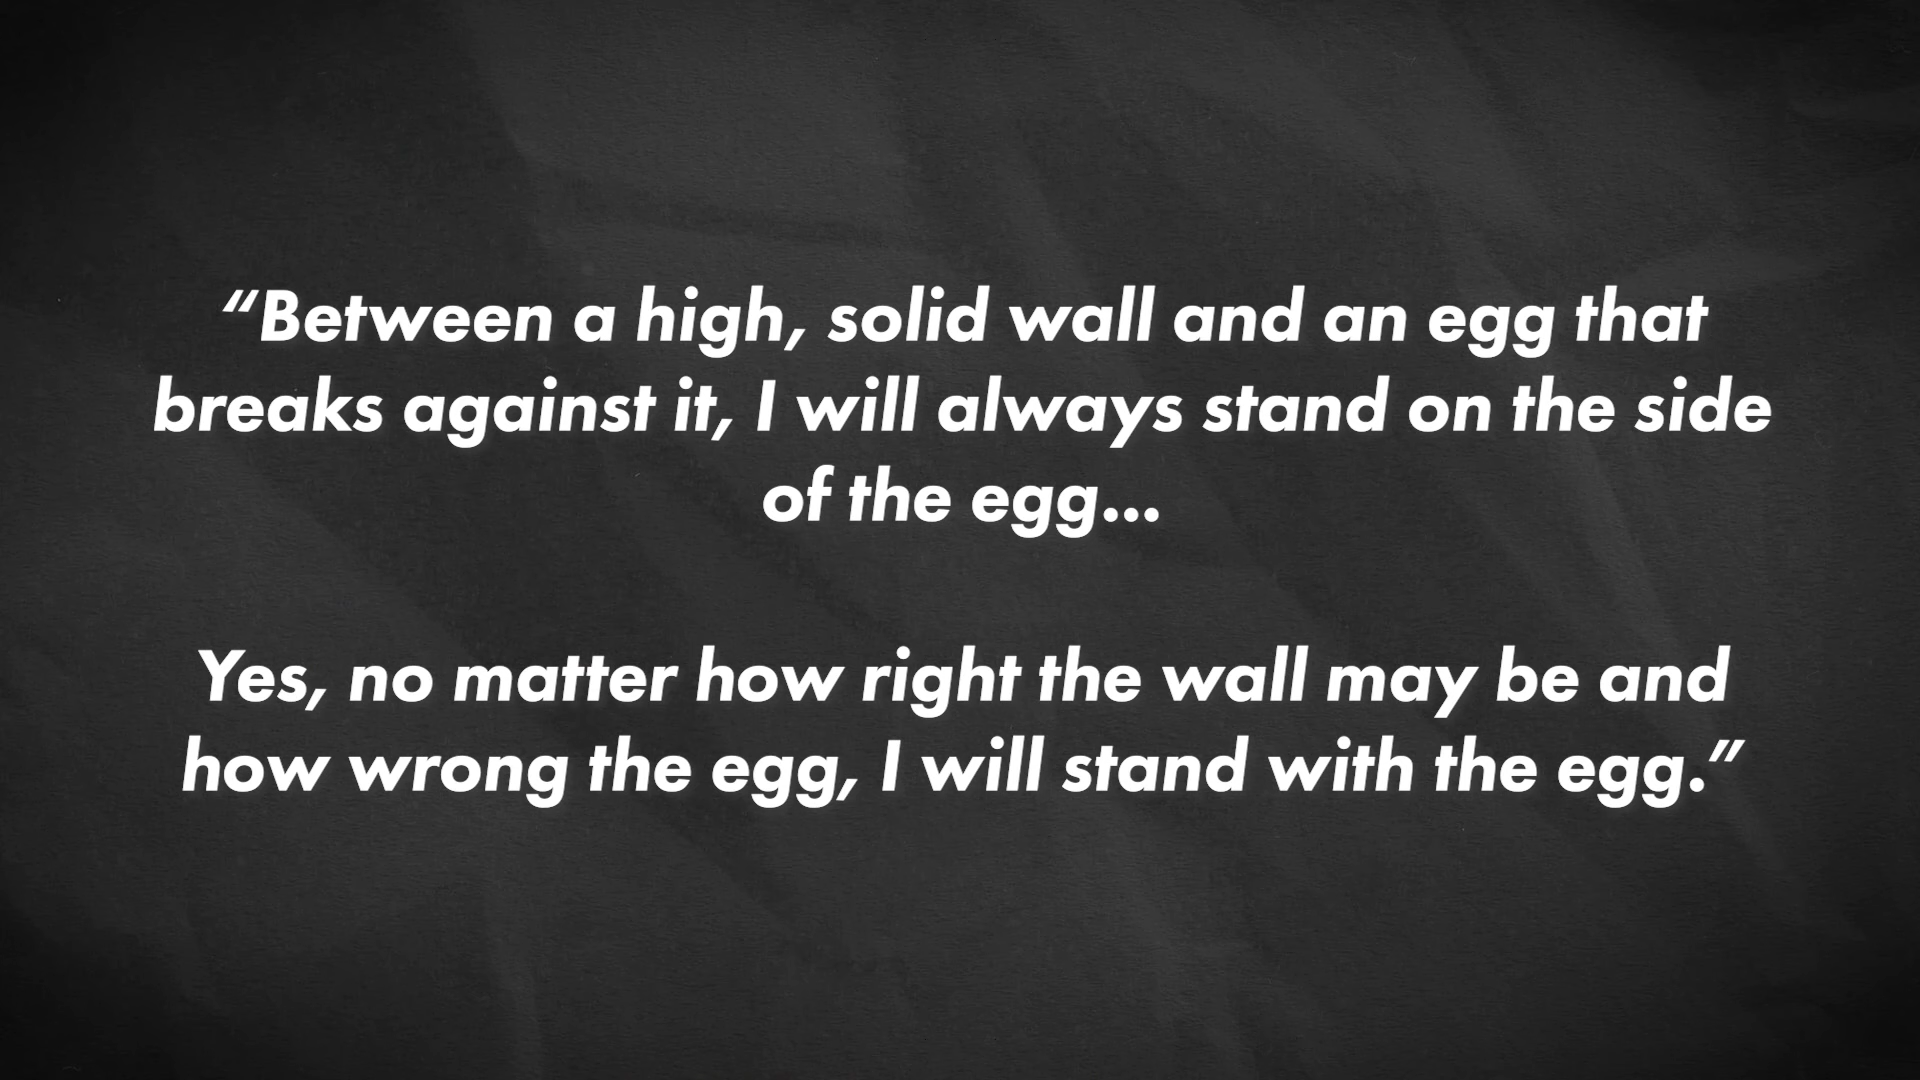 “Between a high, solid wall and an egg that
breaks against it, I will always stand on the side
of the egg...
Yes, no matter how right the wall may be and
how wrong the egg, I will stand with the egg.”